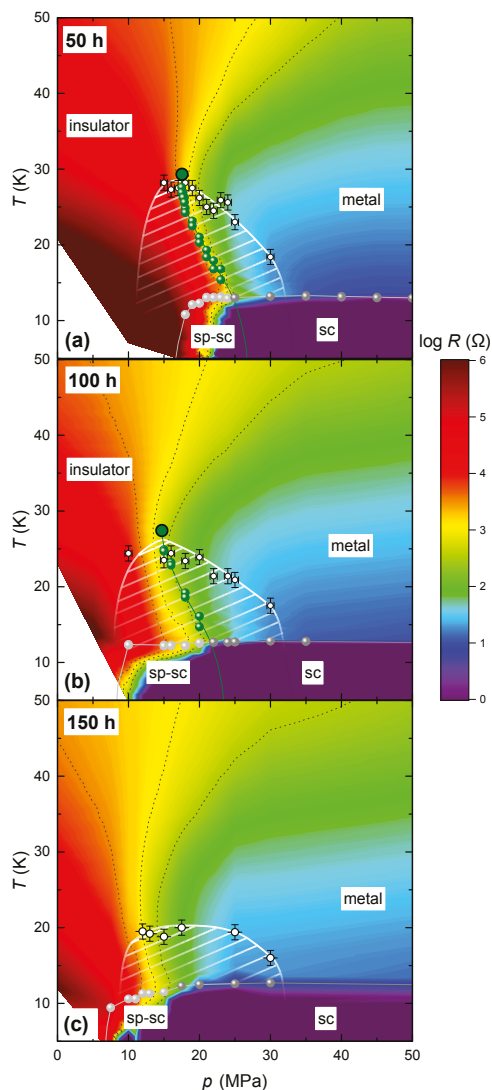 50 h
50
40
30
20
10
T (K)
insulator
metal
sp-sc
sc
(a)
log R (Ω)
6
5
4
3
2
1
0
100 h
50
40
30
20
10
T (K)
insulator
metal
sp-sc
sc
(b)
150 h
50
40
30
20
10
T (K)
metal
sp-sc
sc
(c)
0
10
20
30
40
50
p (MPa)